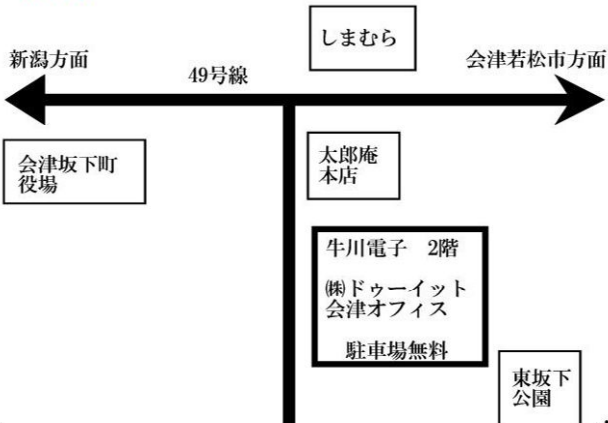 しまむら
新潟方面
49号線
会津若松市方面
会津坂下町
役場
太郎庵
本店
牛川電子 2階
㈱ドゥーイット
会津オフィス
駐車場無料
東坂下
公園